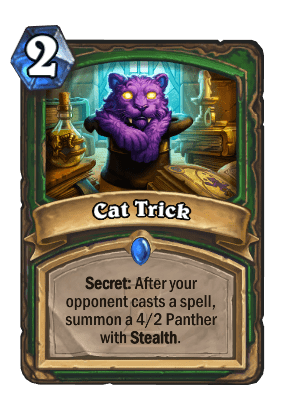 2
Cat Trick
Secret: After your
opponent casts a spell,
summon a 4/2 Panther
with Stealth.